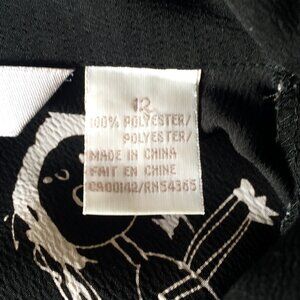 12
100% POLYESTER/
POLYESTER/
MADE IN CHINA
FAIT EN CHINE
CA00142/RN54365